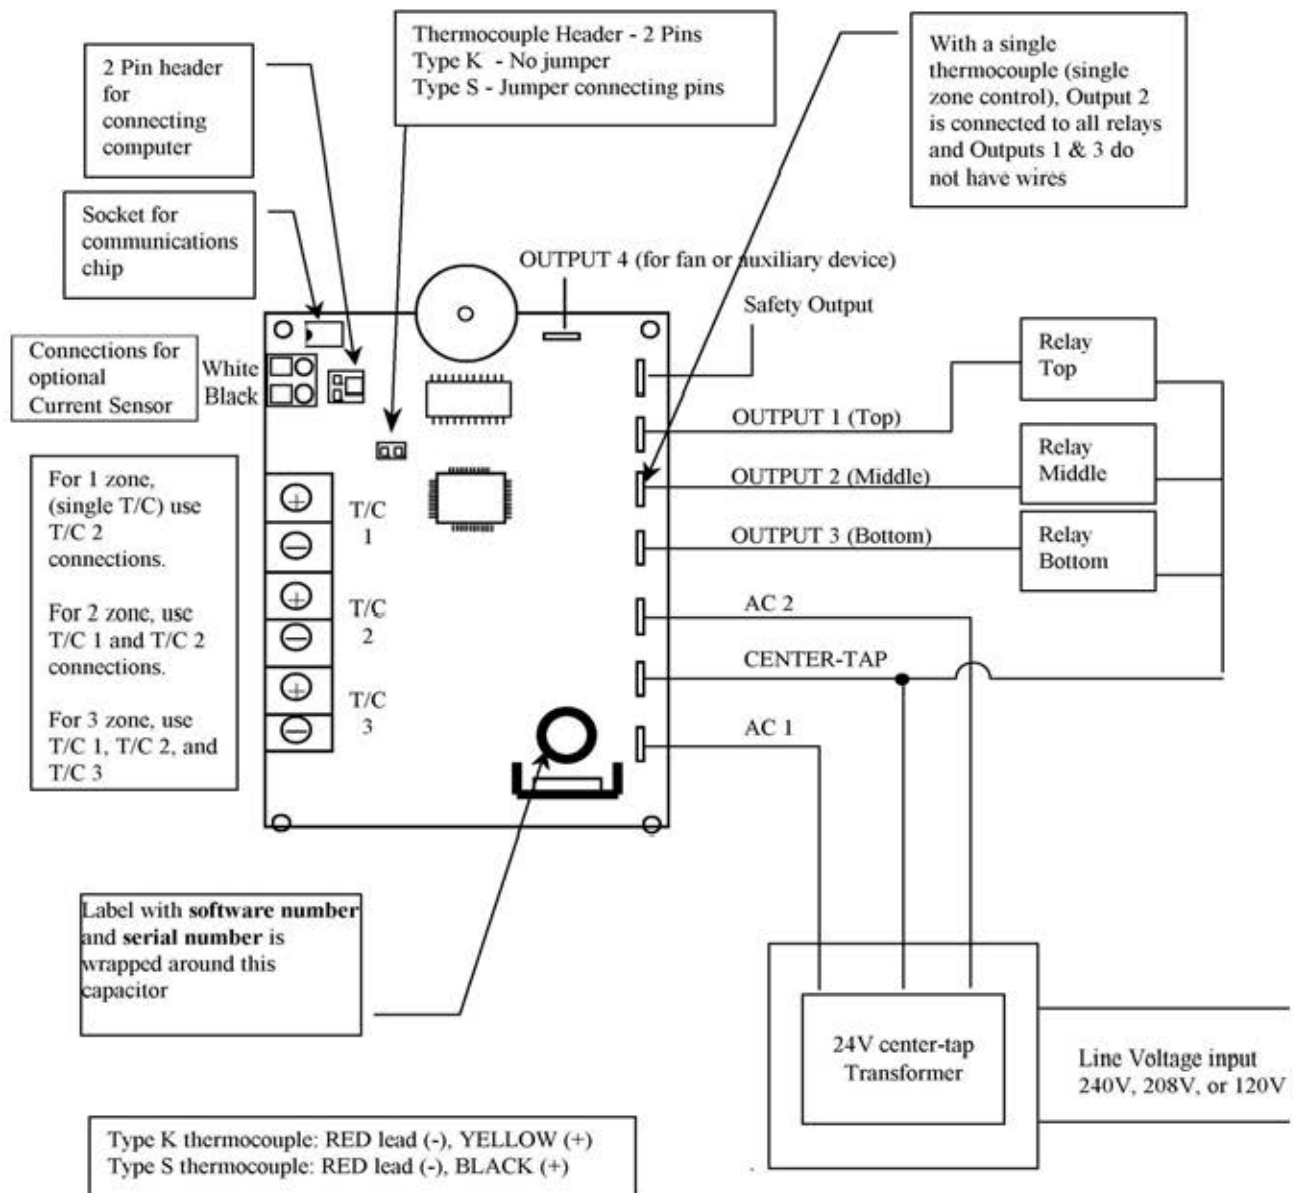 Thermocouple Header - 2 Pins
Type K - No jumper
Type S - Jumper connecting pins
With a single
thermocouple (single
zone control), Output 2
is connected to all relays
and Outputs 1 & 3 do
not have wires
2 Pin header
for
connecting
computer
Socket for
communications
chip
OUTPUT 4 (for fan or auxiliary device)
Safety Output
Connections for
optional
Current Sensor
White
Black
Relay
Top
OUTPUT 1 (Top)
Relay
Middle
OUTPUT 2 (Middle)
Relay
Bottom
OUTPUT 3 (Bottom)
For 1 zone,
(single T/C) use
T/C 2
connections.
For 2 zone, use
T/C 1 and T/C 2
connections.
For 3 zone, use
T/C 1, T/C 2, and
T/C 3
+
T/C
1
−
+
T/C
2
−
+
T/C
3
−
AC 2
CENTER-TAP
AC 1
Label with software number
and serial number is
wrapped around this
capacitor
24V center-tap
Transformer
Line Voltage input
240V, 208V, or 120V
Type K thermocouple: RED lead (-), YELLOW (+)
Type S thermocouple: RED lead (-), BLACK (+)